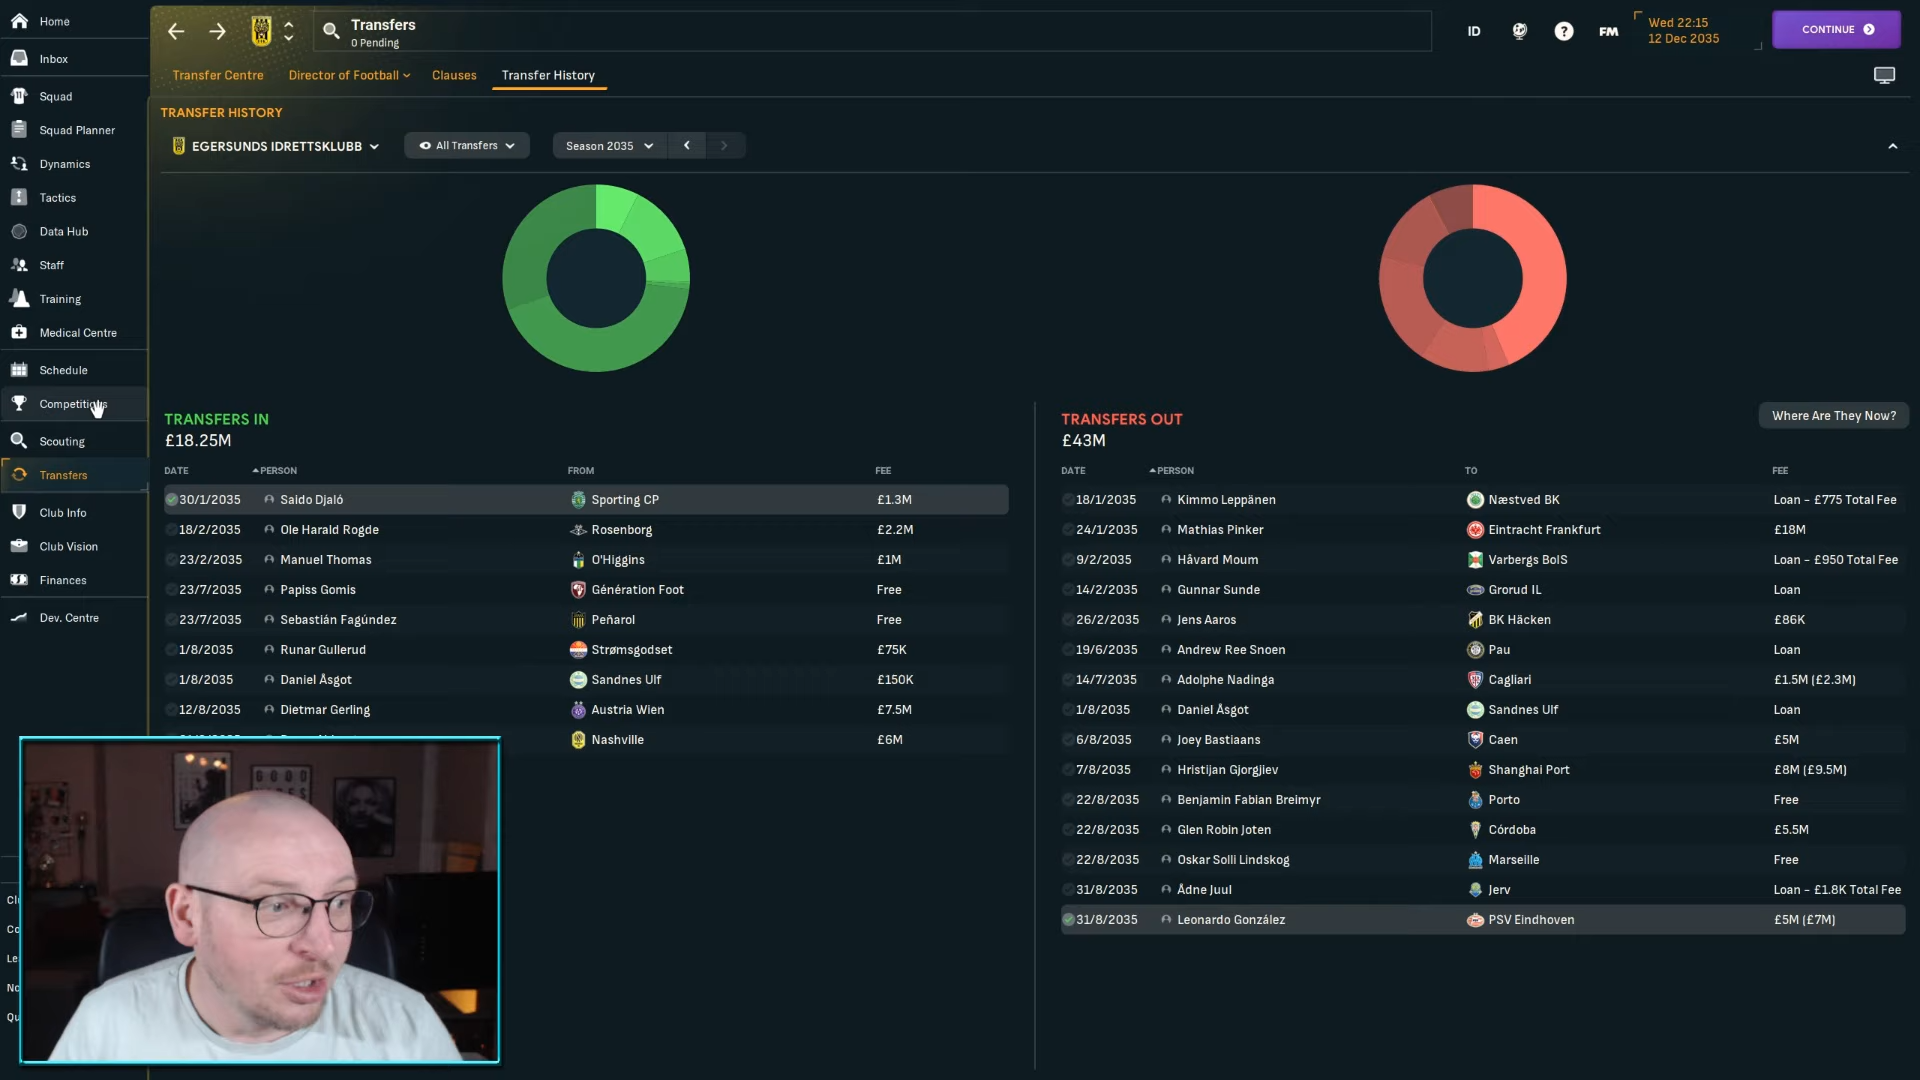 Home
Inbox
Squad
Squad Planner
Dynamics
Tactics
Data Hub
Staff
Training
Medical Centre
Schedule
Competitions
Scouting
Transfers
Club Info
Club Vision
Finances
Dev. Centre
Transfers
0 Pending
ID
?
FM
Wed 22:15
12 Dec 2035
CONTINUE
Transfer Centre
Director of Football
Clauses
Transfer History
TRANSFER HISTORY
EGERSUNDS IDRETTSKLUBB
All Transfers
Season 2035
TRANSFERS IN
£18.25M
DATE PERSON FROM FEE
30/1/2035 Saido Djaló Sporting CP £1.3M
18/2/2035 Ole Harald Rogde Rosenborg £2.2M
23/2/2035 Manuel Thomas O'Higgins £1M
23/7/2035 Papiss Gomis Génération Foot Free
23/7/2035 Sebastián Fagúndez Peñarol Free
1/8/2035 Runar Gullerud Strømsgodset £75K
1/8/2035 Daniel Åsgot Sandnes Ulf £150K
12/8/2035 Dietmar Gerling Austria Wien £7.5M
Nashville £6M
TRANSFERS OUT
£43M
Where Are They Now?
DATE PERSON TO FEE
18/1/2035 Kimmo Leppänen Næstved BK Loan - £775 Total Fee
24/1/2035 Mathias Pinker Eintracht Frankfurt £18M
9/2/2035 Håvard Moum Varbergs BoIS Loan - £950 Total Fee
14/2/2035 Gunnar Sunde Grorud IL Loan
26/2/2035 Jens Aaros BK Häcken £86K
19/6/2035 Andrew Ree Snoen Pau Loan
14/7/2035 Adolphe Nadinga Cagliari £1.5M (£2.3M)
1/8/2035 Daniel Åsgot Sandnes Ulf Loan
6/8/2035 Joey Bastiaans Caen £5M
7/8/2035 Hristijan Gjorgjiev Shanghai Port £8M (£9.5M)
22/8/2035 Benjamin Fabian Breimyr Porto Free
22/8/2035 Glen Robin Joten Córdoba £5.5M
22/8/2035 Oskar Solli Lindskog Marseille Free
31/8/2035 Ådne Juul Jerv Loan - £1.8K Total Fee
31/8/2035 Leonardo González PSV Eindhoven £5M (£7M)
Co
Le
No
Qu